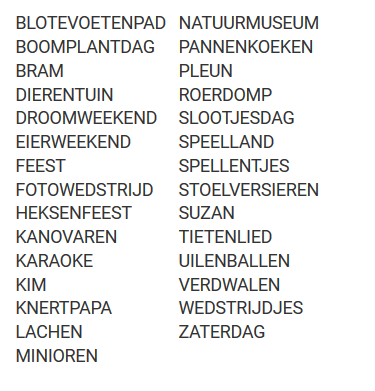 BLOTEVOETENPAD
BOOMPLANTDAG
BRAM
DIERENTUIN
DROOMWEEKEND
EIERWEEKEND
FEEST
FOTOWEDSTRIJD
HEKSENFEEST
KANOVAREN
KARAOKE
KIM
KNERTPAPA
LACHEN
MINIOREN
NATUURMUSEUM
PANNENKOEKEN
PLEUN
ROERDOMP
SLOOTJESDAG
SPEELLAND
SPELLENTJES
STOELVERSIEREN
SUZAN
TIETENLIED
UILENBALLEN
VERDWALEN
WEDSTRIJDJES
ZATERDAG